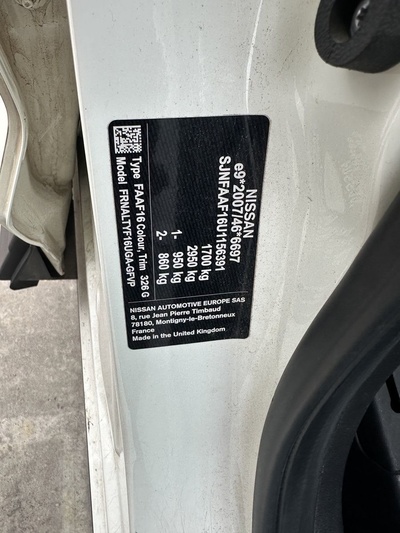 NISSAN
e9*2007/46*6697
SJNFAAF16U1156391
1700 kg
2950 kg
1- 950 kg
2- 860 kg
Type FAAF16 Colour, Trim 326 G
Model FRNALTYF16UGA-GFVP
NISSAN AUTOMOTIVE EUROPE SAS
8, rue Jean Pierre Timbaud
78180, Montigny-le-Bretonneux
France
Made in the United Kingdom